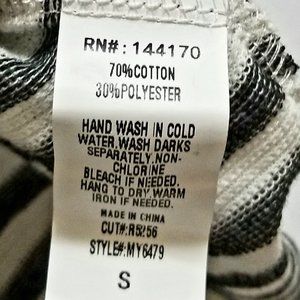 RN#: 144170
70%COTTON
30%POLYESTER
HAND WASH IN COLD
WATER.WASH DARKS
SEPARATELY.NON-
CHLORINE
BLEACH IF NEEDED.
HANG TO DRY.WARM
IRON IF NEEDED.
MADE IN CHINA
CUT#:R5256
STYLE#:MY6479
S